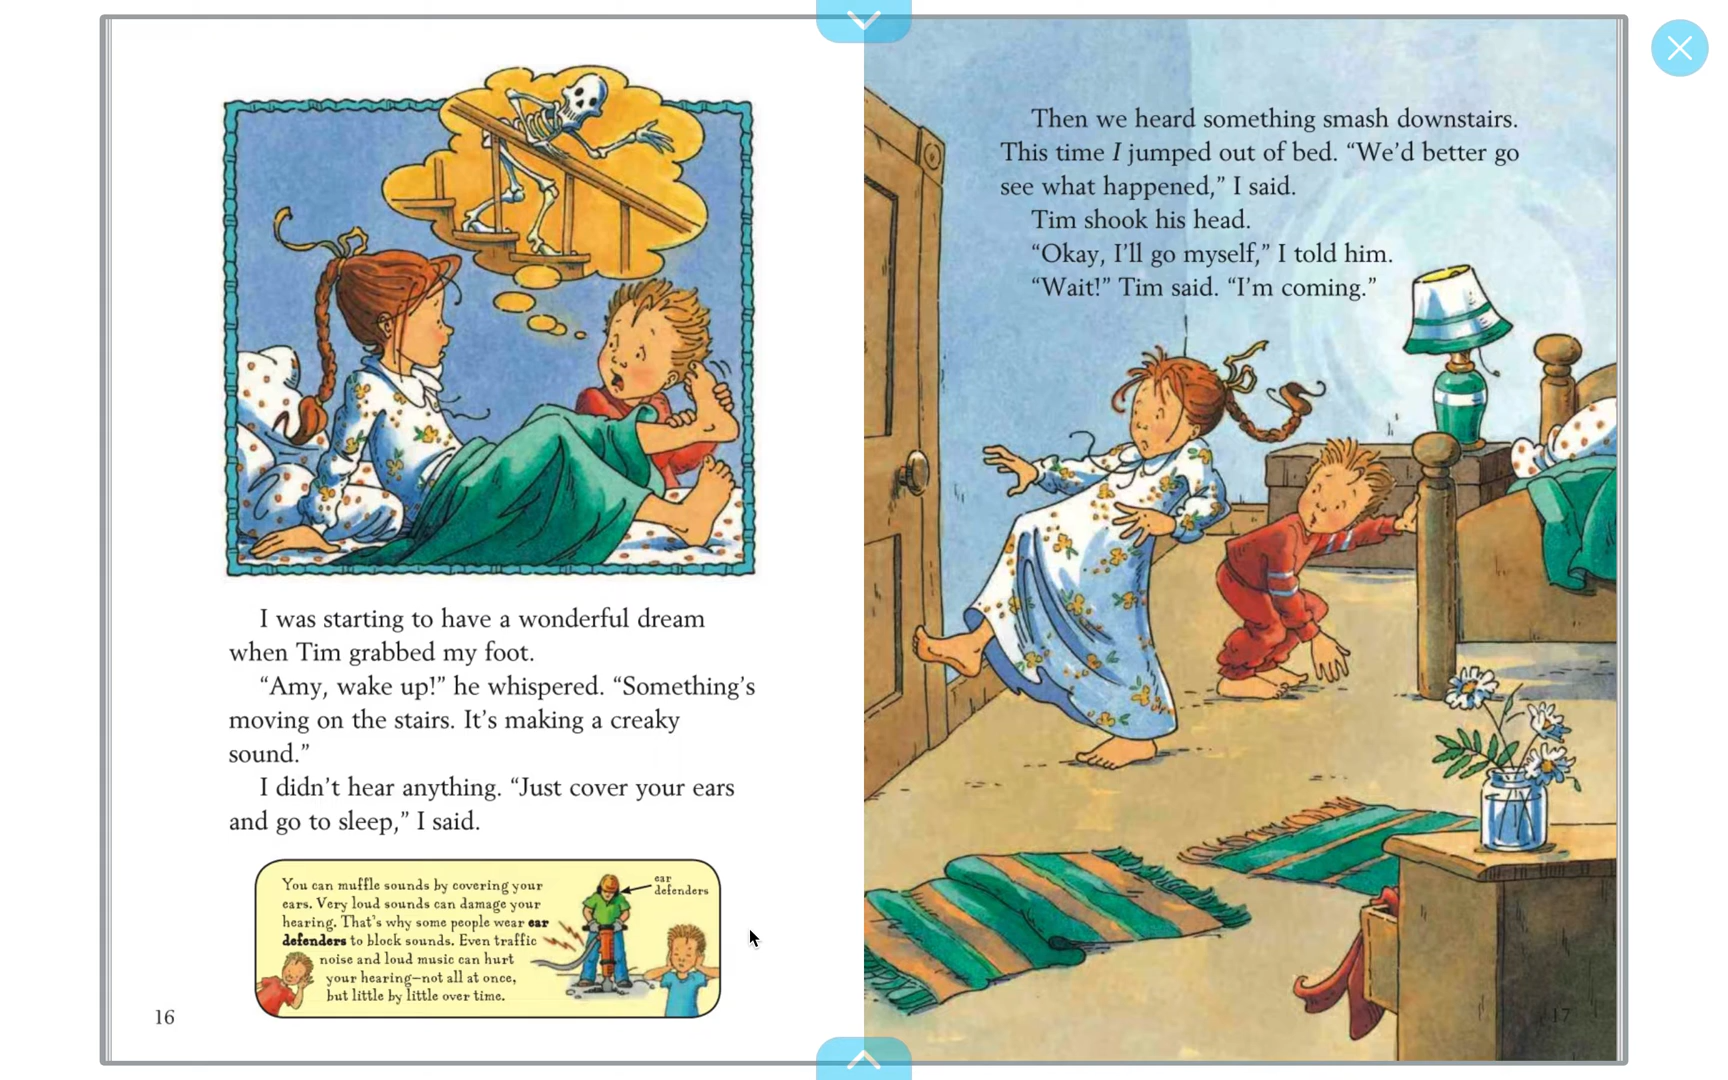 I was starting to have a wonderful dream
when Tim grabbed my foot.
“Amy, wake up!” he whispered. “Something’s
moving on the stairs. It’s making a creaky
sound.”
I didn’t hear anything. “Just cover your ears
and go to sleep,” I said.
You can muffle sounds by covering your
ears. Very loud sounds can damage your
hearing. That’s why some people wear ear
defenders to block sounds. Even traffic
noise and loud music can hurt
your hearing—not all at once,
but little by little over time.
ear
defenders
16
Then we heard something smash downstairs.
This time I jumped out of bed. “We’d better go
see what happened,” I said.
Tim shook his head.
“Okay, I’ll go myself,” I told him.
“Wait!” Tim said. “I’m coming.”
17